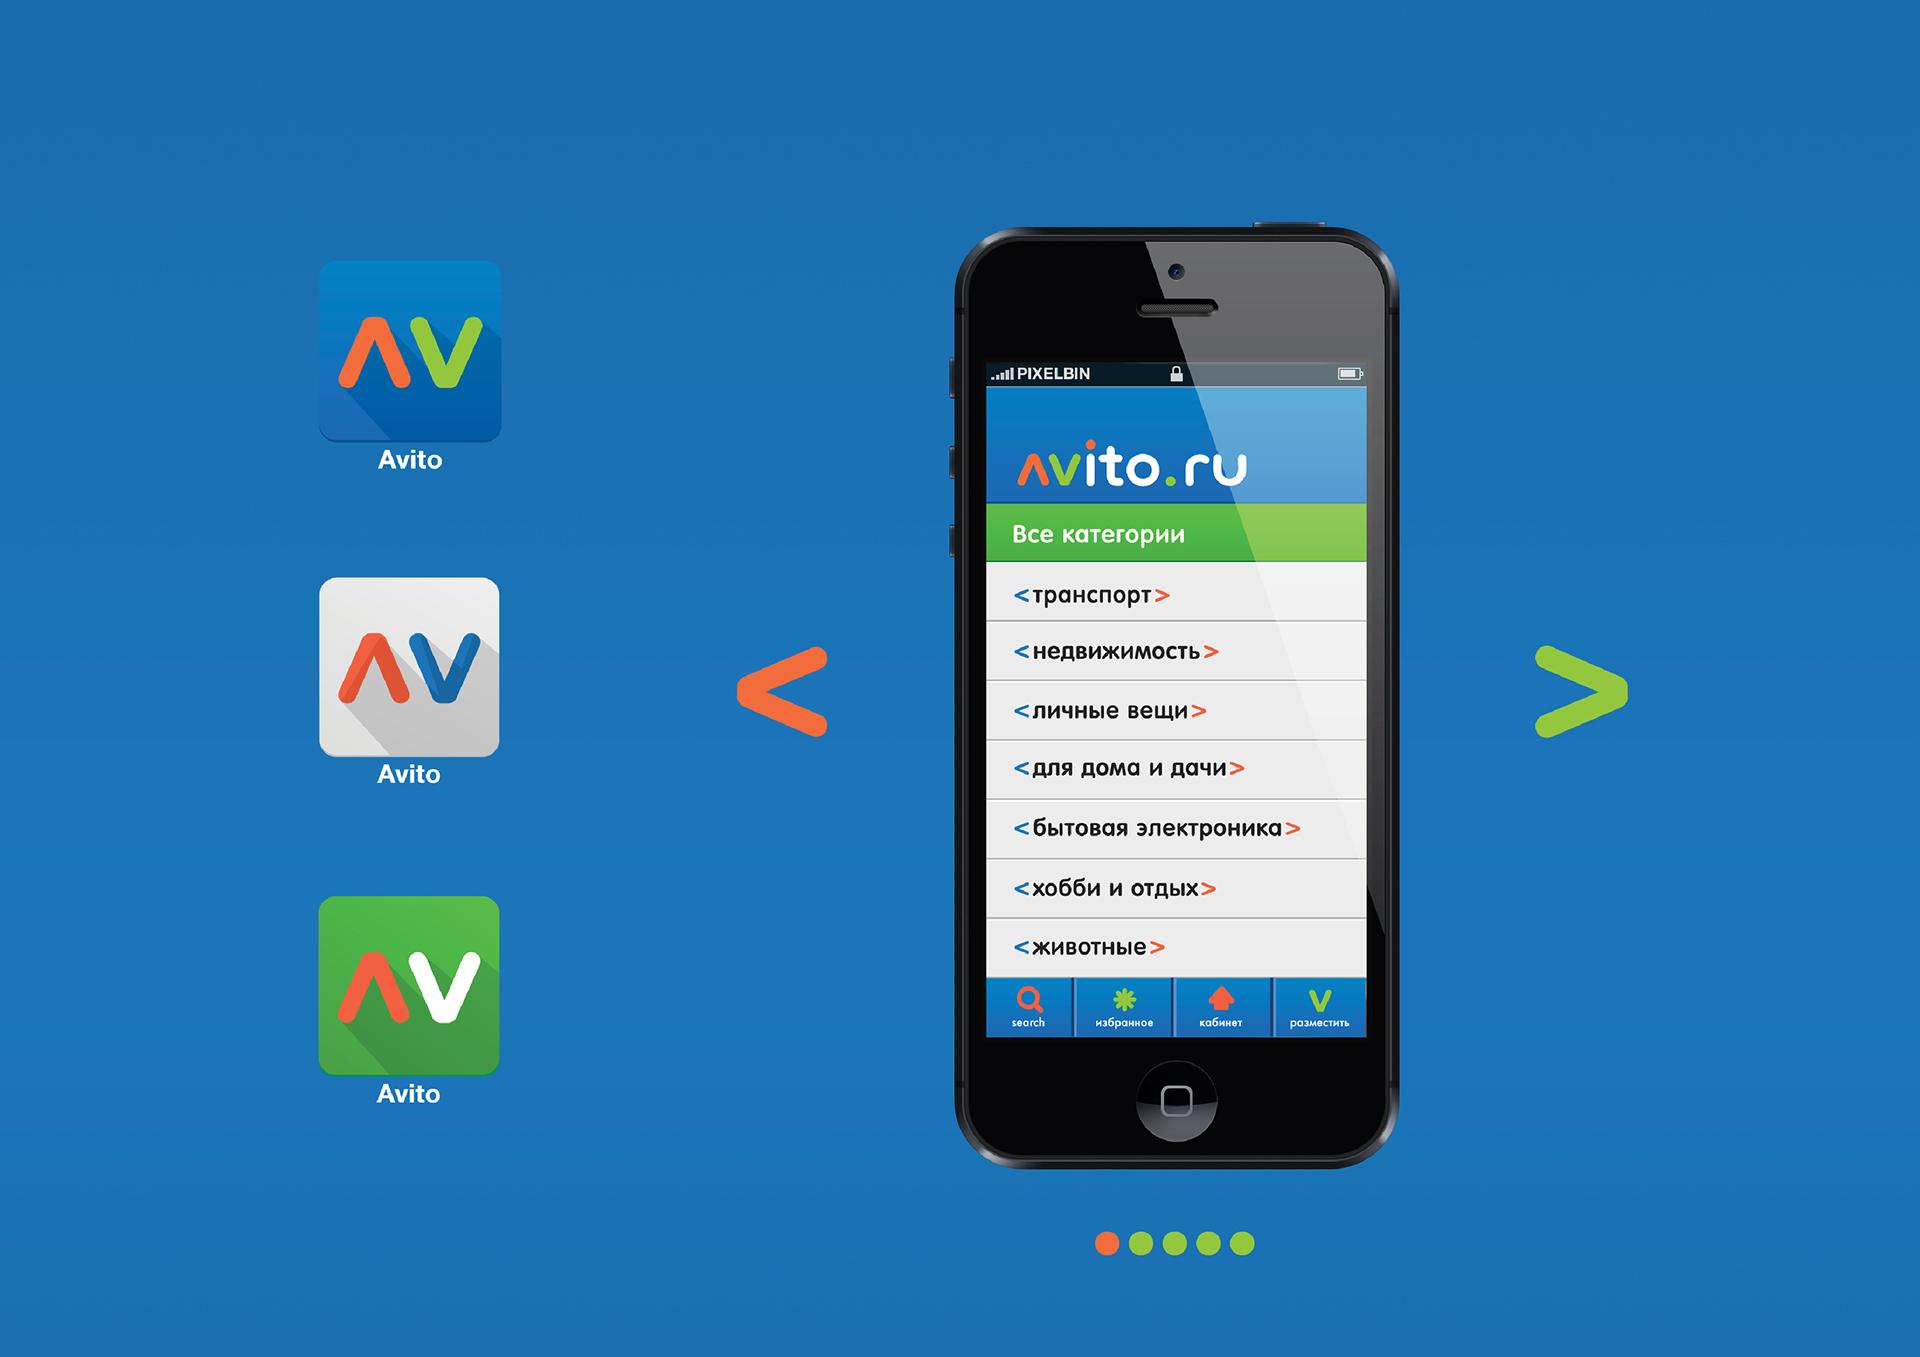 AV
Avito
AV
Avito
AV
Avito
<
PIXELBIN
avito.ru
Все категории
<транспорт>
<недвижимость>
<личные вещи>
<для дома и дачи>
<бытовая электроника>
<хобби и отдых>
<животные>
search
избранное
кабинет
разместить
>